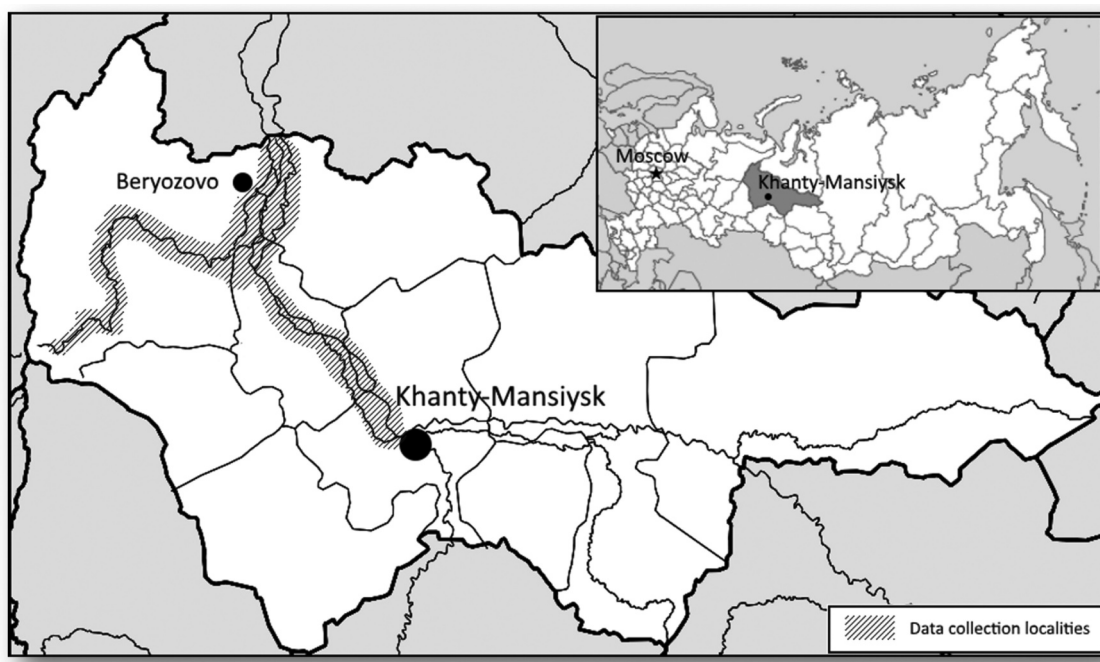 Moscow
Khanty-Mansiysk
Beryozovo
Khanty-Mansiysk
Data collection localities